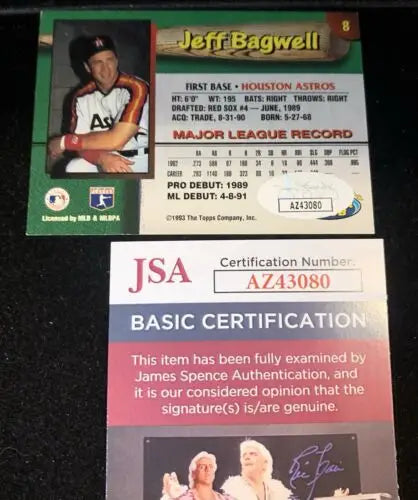 8
Jeff Bagwell
FIRST BASE • HOUSTON ASTROS
HT: 6'0" WT: 195 BATS: RIGHT THROWS: RIGHT
DRAFTED: RED SOX #4 — JUNE, 1989
ACQ: TRADE, 8-31-90 BORN: 5-27-68
MAJOR LEAGUE RECORD
PRO DEBUT: 1989
ML DEBUT: 4-8-91
AZ43080
Licensed by MLB & MLBPA
©1993 The Topps Company, Inc.
JSA
Certification Number:
AZ43080
BASIC CERTIFICATION
This item has been fully examined by
James Spence Authentication, and
it is our considered opinion that the
signature(s) is/are genuine.